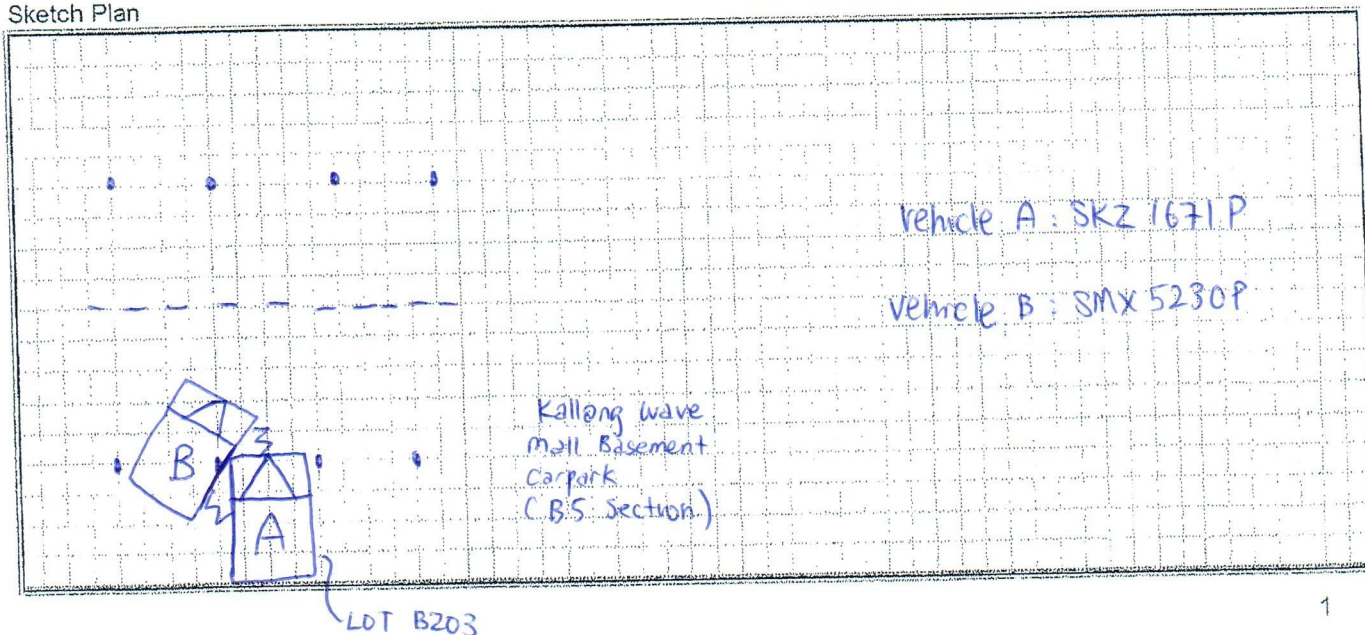 Sketch Plan
Vehicle A : SKZ 1671 P
Vehicle B : SMX 5230P
Kallang Wave
Mall Basement
Carpark
(B5 Section)
B
A
LOT B203
1